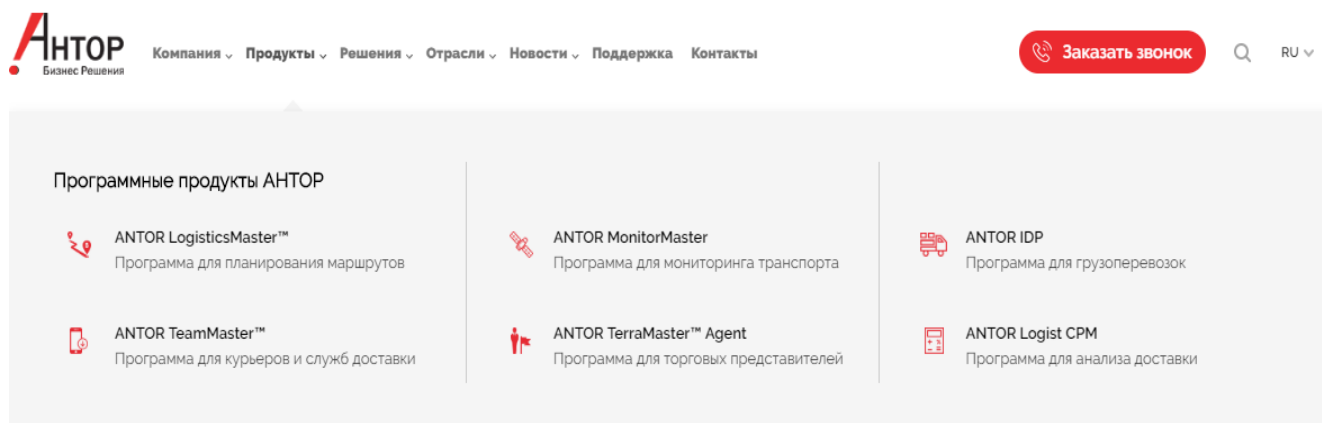 АНТОР
Бизнес Решения
Компания Продукты Решения Отрасли Новости Поддержка Контакты
Заказать звонок
RU
Программные продукты АНТОР
ANTOR LogisticsMaster™
Программа для планирования маршрутов
ANTOR MonitorMaster
Программа для мониторинга транспорта
ANTOR IDP
Программа для грузоперевозок
ANTOR TeamMaster™
Программа для курьеров и служб доставки
ANTOR TerraMaster™ Agent
Программа для торговых представителей
ANTOR Logist CPM
Программа для анализа доставки